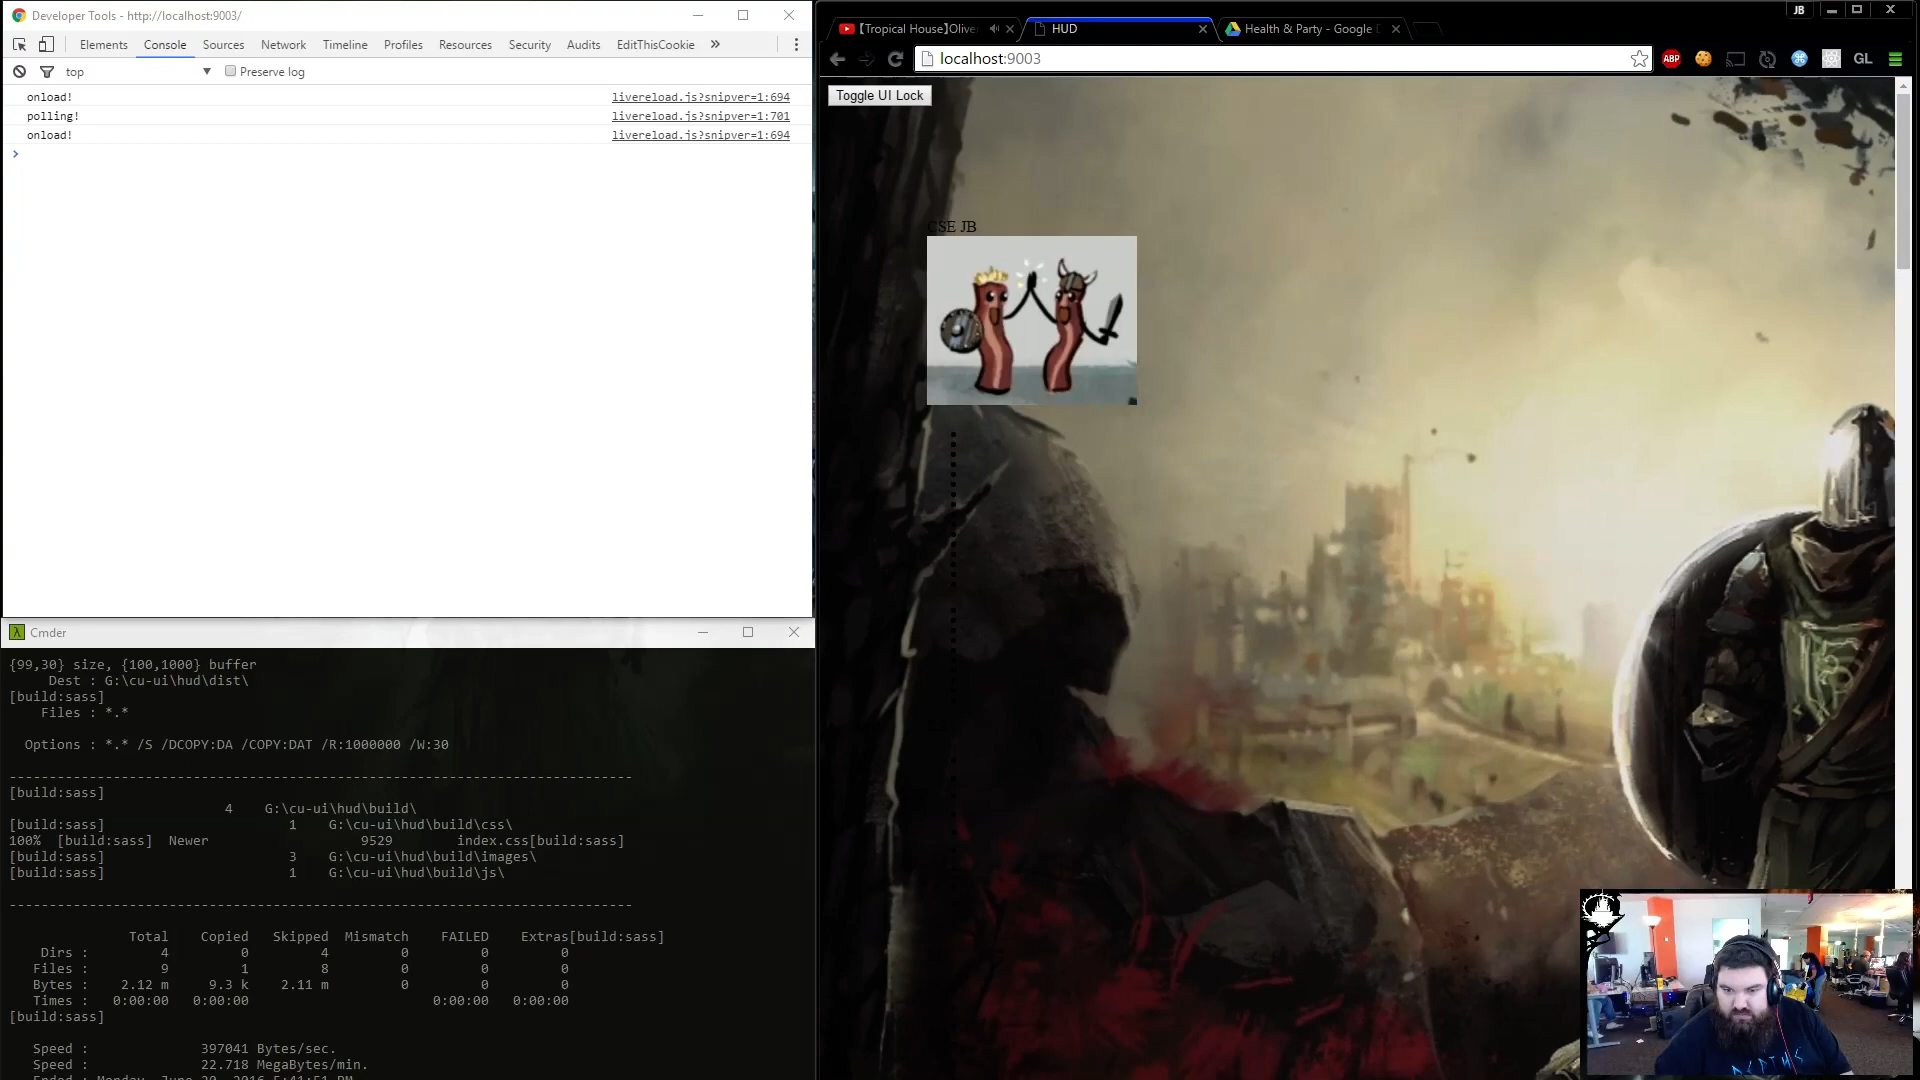 Developer Tools - http://localhost:9003/
Elements Console Sources Network Timeline Profiles Resources Security Audits EditThisCookie »
top Preserve log
onload! livereload.js?snipver=1:694
polling! livereload.js?snipver=1:701
onload! livereload.js?snipver=1:694
>
Cmder
{99,30} size, {100,1000} buffer
Dest : G:\cu-ui\hud\dist\
[build:sass]
Files : *.*
Options : *.* /S /DCOPY:DA /COPY:DAT /R:1000000 /W:30
------------------------------------------------------------------------------
[build:sass]
4 G:\cu-ui\hud\build\
[build:sass] 1 G:\cu-ui\hud\build\css\
100% [build:sass] Newer 9529 index.css[build:sass]
[build:sass] 3 G:\cu-ui\hud\build\images\
[build:sass] 1 G:\cu-ui\hud\build\js\
------------------------------------------------------------------------------
Total Copied Skipped Mismatch FAILED Extras[build:sass]
Dirs : 4 0 4 0 0 0
Files : 9 1 8 0 0 0
Bytes : 2.12 m 9.3 k 2.11 m 0 0 0
Times : 0:00:00 0:00:00 0:00:00 0:00:00
[build:sass]
Speed : 397041 Bytes/sec.
Speed : 22.718 MegaBytes/min.
JB
【Tropical House】Olive
HUD
Health & Party - Google
localhost:9003
ABP
GL
Toggle UI Lock
CSE JB